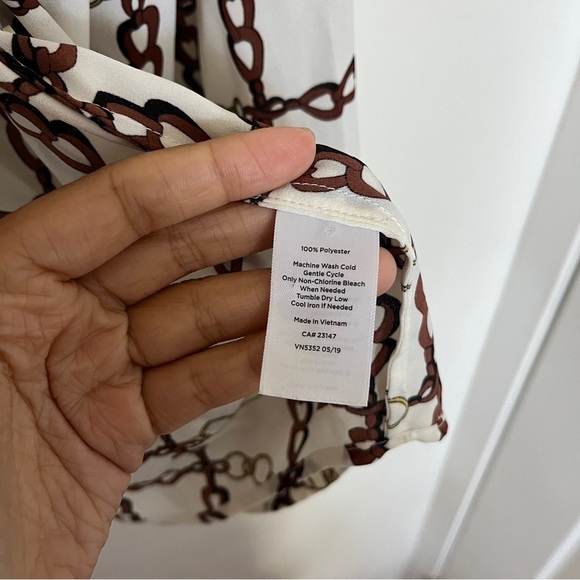 100% Polyester
Machine Wash Cold
Gentle Cycle
Only Non-Chlorine Bleach
When Needed
Tumble Dry Low
Cool Iron If Needed
Made in Vietnam
CA# 23147
VN5352 05/19